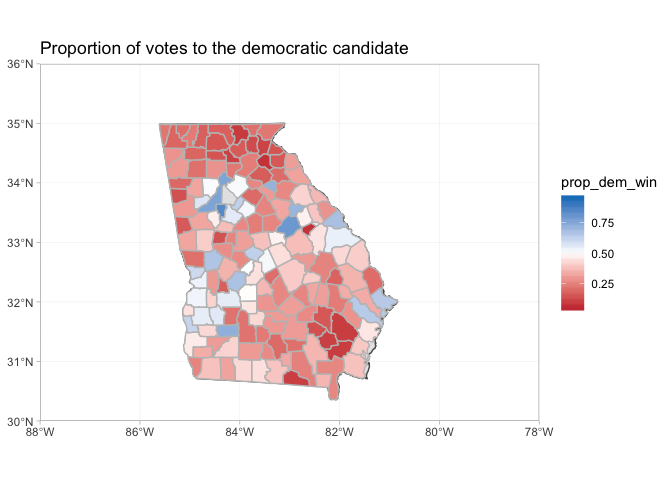 Proportion of votes to the democratic candidate
36°N
35°N
34°N
33°N
32°N
31°N
30°N
88°W 86°W 84°W 82°W 80°W 78°W
prop_dem_win
0.75
0.50
0.25